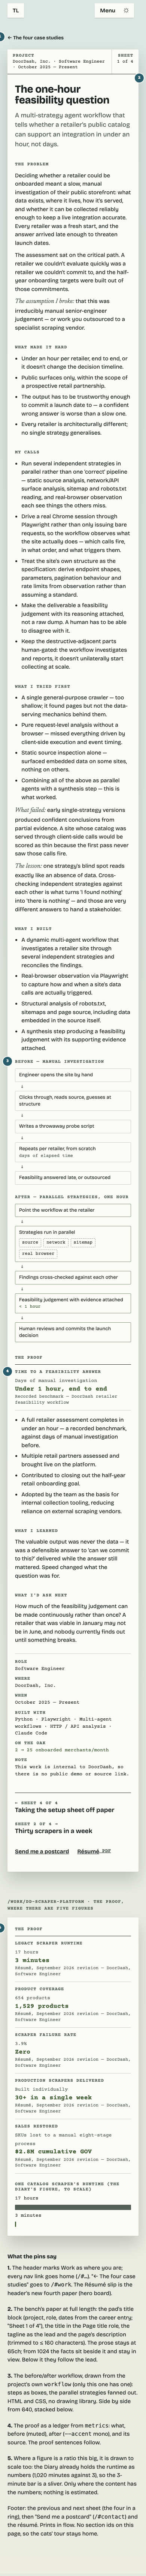 TL
Menu
← The four case studies
PROJECT
DoorDash, Inc. · Software Engineer
· October 2025 — Present
SHEET
1 of 4
The one-hour
feasibility question
A multi-strategy agent workflow that
tells whether a retailer's public catalog
can support an integration in under an
hour, not days.
THE PROBLEM
Deciding whether a retailer could be
onboarded meant a slow, manual
investigation of their public storefront: what
data exists, where it lives, how it's served,
and whether it can be collected reliably
enough to support a live integration.
Every retailer was a fresh start, and the
answer often arrived late enough to move
launch dates.
The assessment sat on the critical path. A
retailer we couldn't evaluate quickly was a
retailer we couldn't commit to, and the half-
year onboarding targets were built out of
those commitments.
The assumption I broke: that this was
irreducibly manual senior-engineer
judgement — or work you outsourced to a
specialist scraping vendor.
WHAT MADE IT HARD
Under an hour per retailer, end to end, or
it doesn't change the decision timeline.
Public surfaces only, within the scope of
a prospective retail partnership.
The output has to be trustworthy enough
to commit a launch date to — a confident
wrong answer is worse than a slow one.
Every retailer is architecturally different;
no single strategy generalises.
MY CALLS
Run several independent strategies in
parallel rather than one 'correct' pipeline
— static source analysis, network/API
surface analysis, sitemap and robots
reading, and real-browser observation
each see things the others miss.
Drive a real Chrome session through
Playwright rather than only issuing
requests, so the workflow observes what
the site actually does — which calls fire,
in what order, and what triggers them.
Treat the site's own structure as the
specification: derive endpoint shapes,
parameters, pagination behaviour and
rate limits from observation rather than
assuming a standard.
Make the deliverable a feasibility
judgement with its reasoning attached,
not a raw dump. A human has to be able
to disagree with it.
Keep the destructive-adjacent parts
human-gated: the workflow investigates
and reports, it doesn't unilaterally start
collecting at scale.
WHAT I TRIED FIRST
A single general-purpose crawler — too
shallow; it found pages but not the data-
serving mechanisms behind them.
Pure request-level analysis without a
browser — missed everything driven by
client-side execution and event timing.
Static source inspection alone —
surfaced embedded data on some sites,
nothing on others.
Combining all of the above as parallel
agents with a synthesis step — this is
what worked.
What failed: early single-strategy versions
produced confident conclusions from
partial evidence. A site whose catalog was
reachable only through client-side events
would be scored as infeasible because the first pass never
saw those calls fire.
The lesson: one strategy's blind spot reads
exactly like an absence of data. Cross-
checking independent strategies against
each other is what turns 'I found nothing'
into 'there is nothing' — and those are very
different answers to hand a stakeholder.
WHAT I BUILT
A dynamic multi-agent workflow that
investigates a retailer site through
several independent strategies and
reconciles the findings.
Real-browser observation via Playwright
to capture how and when a site's data
calls are actually triggered.
Structural analysis of robots.txt,
sitemaps and page source, including data
embedded in the source itself.
A synthesis step producing a feasibility
judgement with its supporting evidence
attached.
BEFORE — MANUAL INVESTIGATION
Engineer opens the site by hand
↓
Clicks through, reads source, guesses at
structure
↓
Writes a throwaway probe script
↓
Repeats per retailer, from scratch
days of elapsed time
↓
Feasibility answered late, or outsourced
AFTER — PARALLEL STRATEGIES, ONE HOUR
Point the workflow at the retailer
↓
Strategies run in parallel
source
network
sitemap
real browser
↓
Findings cross-checked against each other
↓
Feasibility judgement with evidence attached
< 1 hour
↓
Human reviews and commits the launch
decision
THE PROOF
TIME TO A FEASIBILITY ANSWER
Days of manual investigation
Under 1 hour, end to end
Recorded benchmark — DoorDash retailer
feasibility workflow
A full retailer assessment completes in
under an hour — a recorded benchmark,
against days of manual investigation
before.
Multiple retail partners assessed and
brought live on the platform.
Contributed to closing out the half-year
retail onboarding goal.
Adopted by the team as the basis for
internal collection tooling, reducing
reliance on external scraping vendors.
WHAT I LEARNED
The valuable output was never the data — it
was a defensible answer to 'can we commit
to this?' delivered while the answer still
mattered. Speed changed what the
question was for.
WHAT I'D ASK NEXT
How much of the feasibility judgement can
be made continuously rather than once? A
retailer that was viable in January may not
be in June, and nobody currently finds out
until something breaks.
ROLE
Software Engineer
WHERE
DoorDash, Inc.
WHEN
October 2025 — Present
BUILT WITH
Python · Playwright · Multi-agent
workflows · HTTP / API analysis ·
Claude Code
ON THE GAH
2 → 20 onboarded merchants/month
NOTE
This work is internal to DoorDash, so
there is no public demo or source link.
← SHEET 4 OF 4
Taking the setup sheet off paper
SHEET 2 OF 4 →
Thirty scrapers in a week
Send me a postcard
Résumé, PDF
/WORK/DD-SCRAPER-PLATFORM · THE PROOF,
WHERE THERE ARE FIVE FIGURES
THE PROOF
LEGACY SCRAPER RUNTIME
17 hours
3 minutes
Résumé, September 2026 revision — DoorDash,
Software Engineer
PRODUCT COVERAGE
654 products
1,529 products
Résumé, September 2026 revision — DoorDash,
Software Engineer
SCRAPER FAILURE RATE
3.9%
Zero
Résumé, September 2026 revision — DoorDash,
Software Engineer
PRODUCTION SCRAPERS DELIVERED
Built individually
30+ in a single week
Résumé, September 2026 revision — DoorDash,
Software Engineer
SALES RESTORED
SKUs lost to a manual eight-stage
process
$2.8M cumulative GOV
Résumé, September 2026 revision — DoorDash,
Software Engineer
ONE CATALOG SCRAPER'S RUNTIME (THE
DIARY'S FIGURE, TO SCALE)
17 hours
3 minutes
What the pins say
1. The header marks Work as where you are;
every nav link goes home (/#…). "← The four case
studies" goes back to /#work. The Résumé slip is the
header's new fourth paper (hero board).
2. The bench's paper at full length: the pad's title
block (project, role, dates from the career entry),
"Sheet 1 of 4", the title in the Page title role, and
the tagline as the lead and as the page's description
(trimmed to ≤ 160 characters). The prose stays at
65ch; from 1024 the facts sit beside it and stay in
view. Below it they follow the lead.
3. The before/after workflow, drawn from the
project's own workflow (only this one has one):
steps as boxes, the parallel strategies fanned out.
HTML and CSS, no drawing library. Side by side
from 640, stacked below.
4. The proof as a ledger from metrics: what,
before (muted), after (—accent mono), and its
source. The proof sentences follow.
5. Where a figure is a ratio this big, it is drawn to
scale too: the Diary already holds the runtime as
numbers (1,020 minutes against 3), so the 3-
minute bar is a sliver. Only where the content has
the numbers; nothing is estimated.
Footer: the previous and next sheet (the four in a
ring), then "Send me a postcard" (/#contact) and
the résumé. Prints in flow. No section ids on this
page, so the cats' tour stays home.